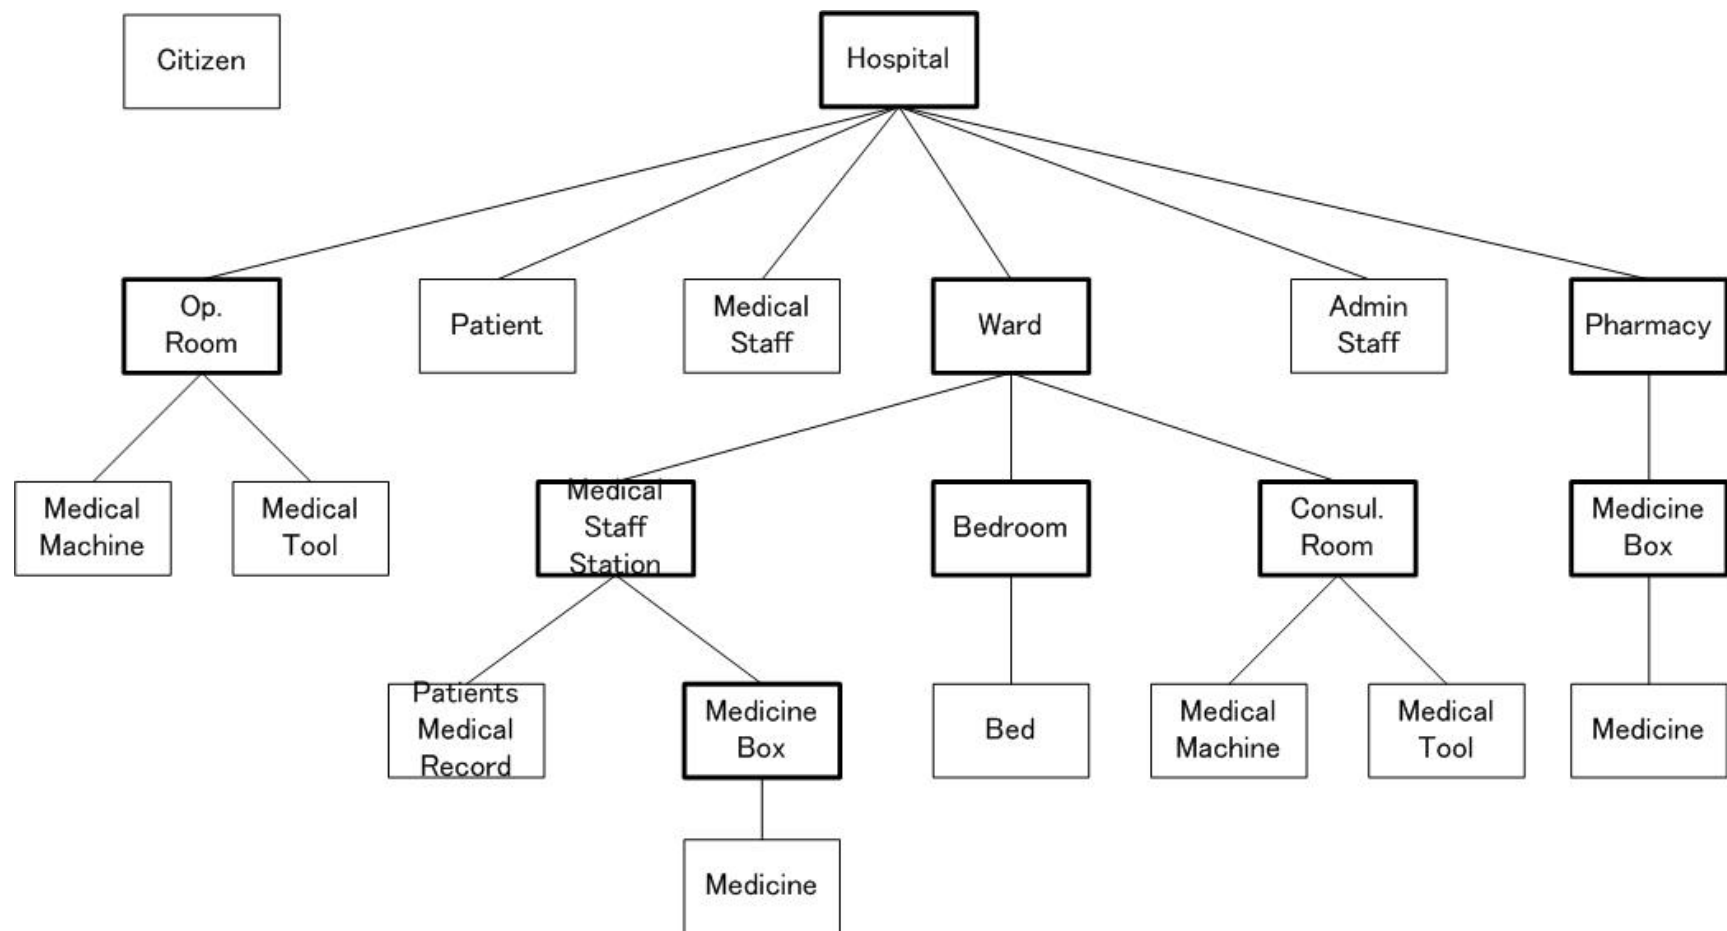 Citizen
Hospital
Op.
Room
Patient
Medical
Staff
Ward
Admin
Staff
Pharmacy
Medical
Machine
Medical
Tool
Medical
Staff
Station
Bedroom
Consul.
Room
Medicine
Box
Patients
Medical
Record
Medicine
Box
Bed
Medical
Machine
Medical
Tool
Medicine
Medicine